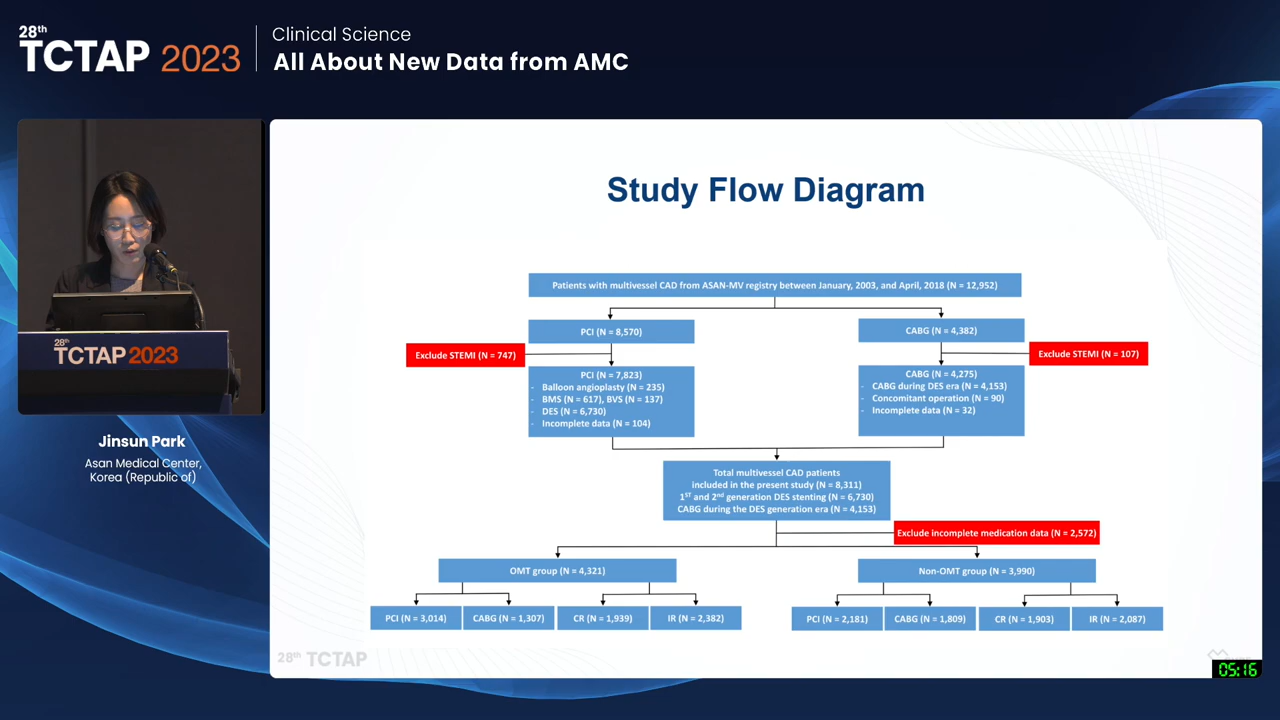 28th
TCTAP 2023
Clinical Science
All About New Data from AMC
28th
TCTAP 2023
Jinsun Park
Asan Medical Center,
Korea (Republic of)
Study Flow Diagram
Patients with multivessel CAD from ASAN-MV registry between January, 2003, and April, 2018 (N = 12,952)
PCI (N = 8,570)
CABG (N = 4,382)
Exclude STEMI (N = 747)
Exclude STEMI (N = 107)
PCI (N = 7,823)
- Balloon angioplasty (N = 235)
- BMS (N = 617), BVS (N = 137)
- DES (N = 6,730)
- Incomplete data (N = 104)
CABG (N = 4,275)
- CABG during DES era (N = 4,153)
- Concomitant operation (N = 90)
- Incomplete data (N = 32)
Total multivessel CAD patients
included in the present study (N = 8,311)
1ST and 2nd generation DES stenting (N = 6,730)
CABG during the DES generation era (N = 4,153)
Exclude incomplete medication data (N = 2,572)
OMT group (N = 4,321)
Non-OMT group (N = 3,990)
PCI (N = 3,014)
CABG (N = 1,307)
CR (N = 1,939)
IR (N = 2,382)
PCI (N = 2,181)
CABG (N = 1,809)
CR (N = 1,903)
IR (N = 2,087)
28th TCTAP
05:16